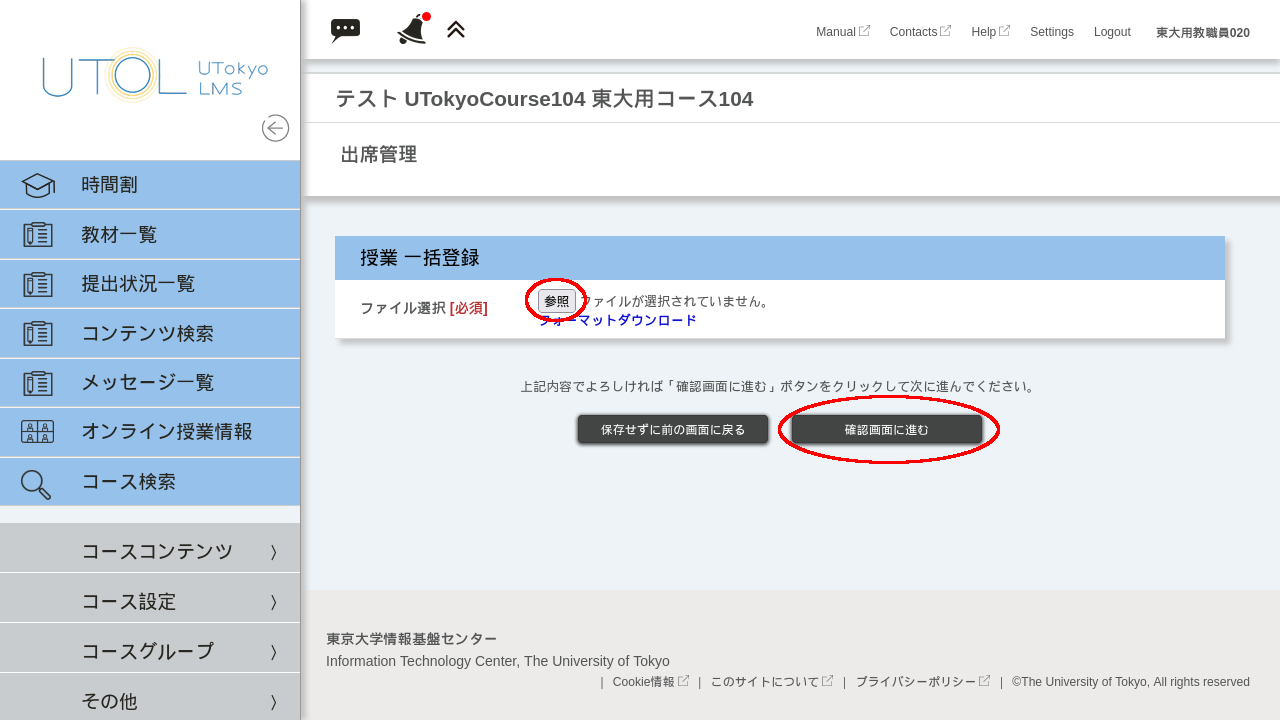 UTOL UTokyo LMS
時間割
教材一覧
提出状況一覧
コンテンツ検索
メッセージ一覧
オンライン授業情報
コース検索
コースコンテンツ 〉
コース設定 〉
コースグループ 〉
その他 〉
Manual Contacts Help Settings Logout 東大用教職員020
テスト UTokyoCourse104 東大用コース104
出席管理
授業 一括登録
ファイル選択 [必須] 参照 ファイルが選択されていません。
フォーマットダウンロード
上記内容でよろしければ「確認画面に進む」ボタンをクリックして次に進んでください。
保存せずに前の画面に戻る 確認画面に進む
東京大学情報基盤センター
Information Technology Center, The University of Tokyo
| Cookie情報 | このサイトについて | プライバシーポリシー | ©The University of Tokyo, All rights reserved